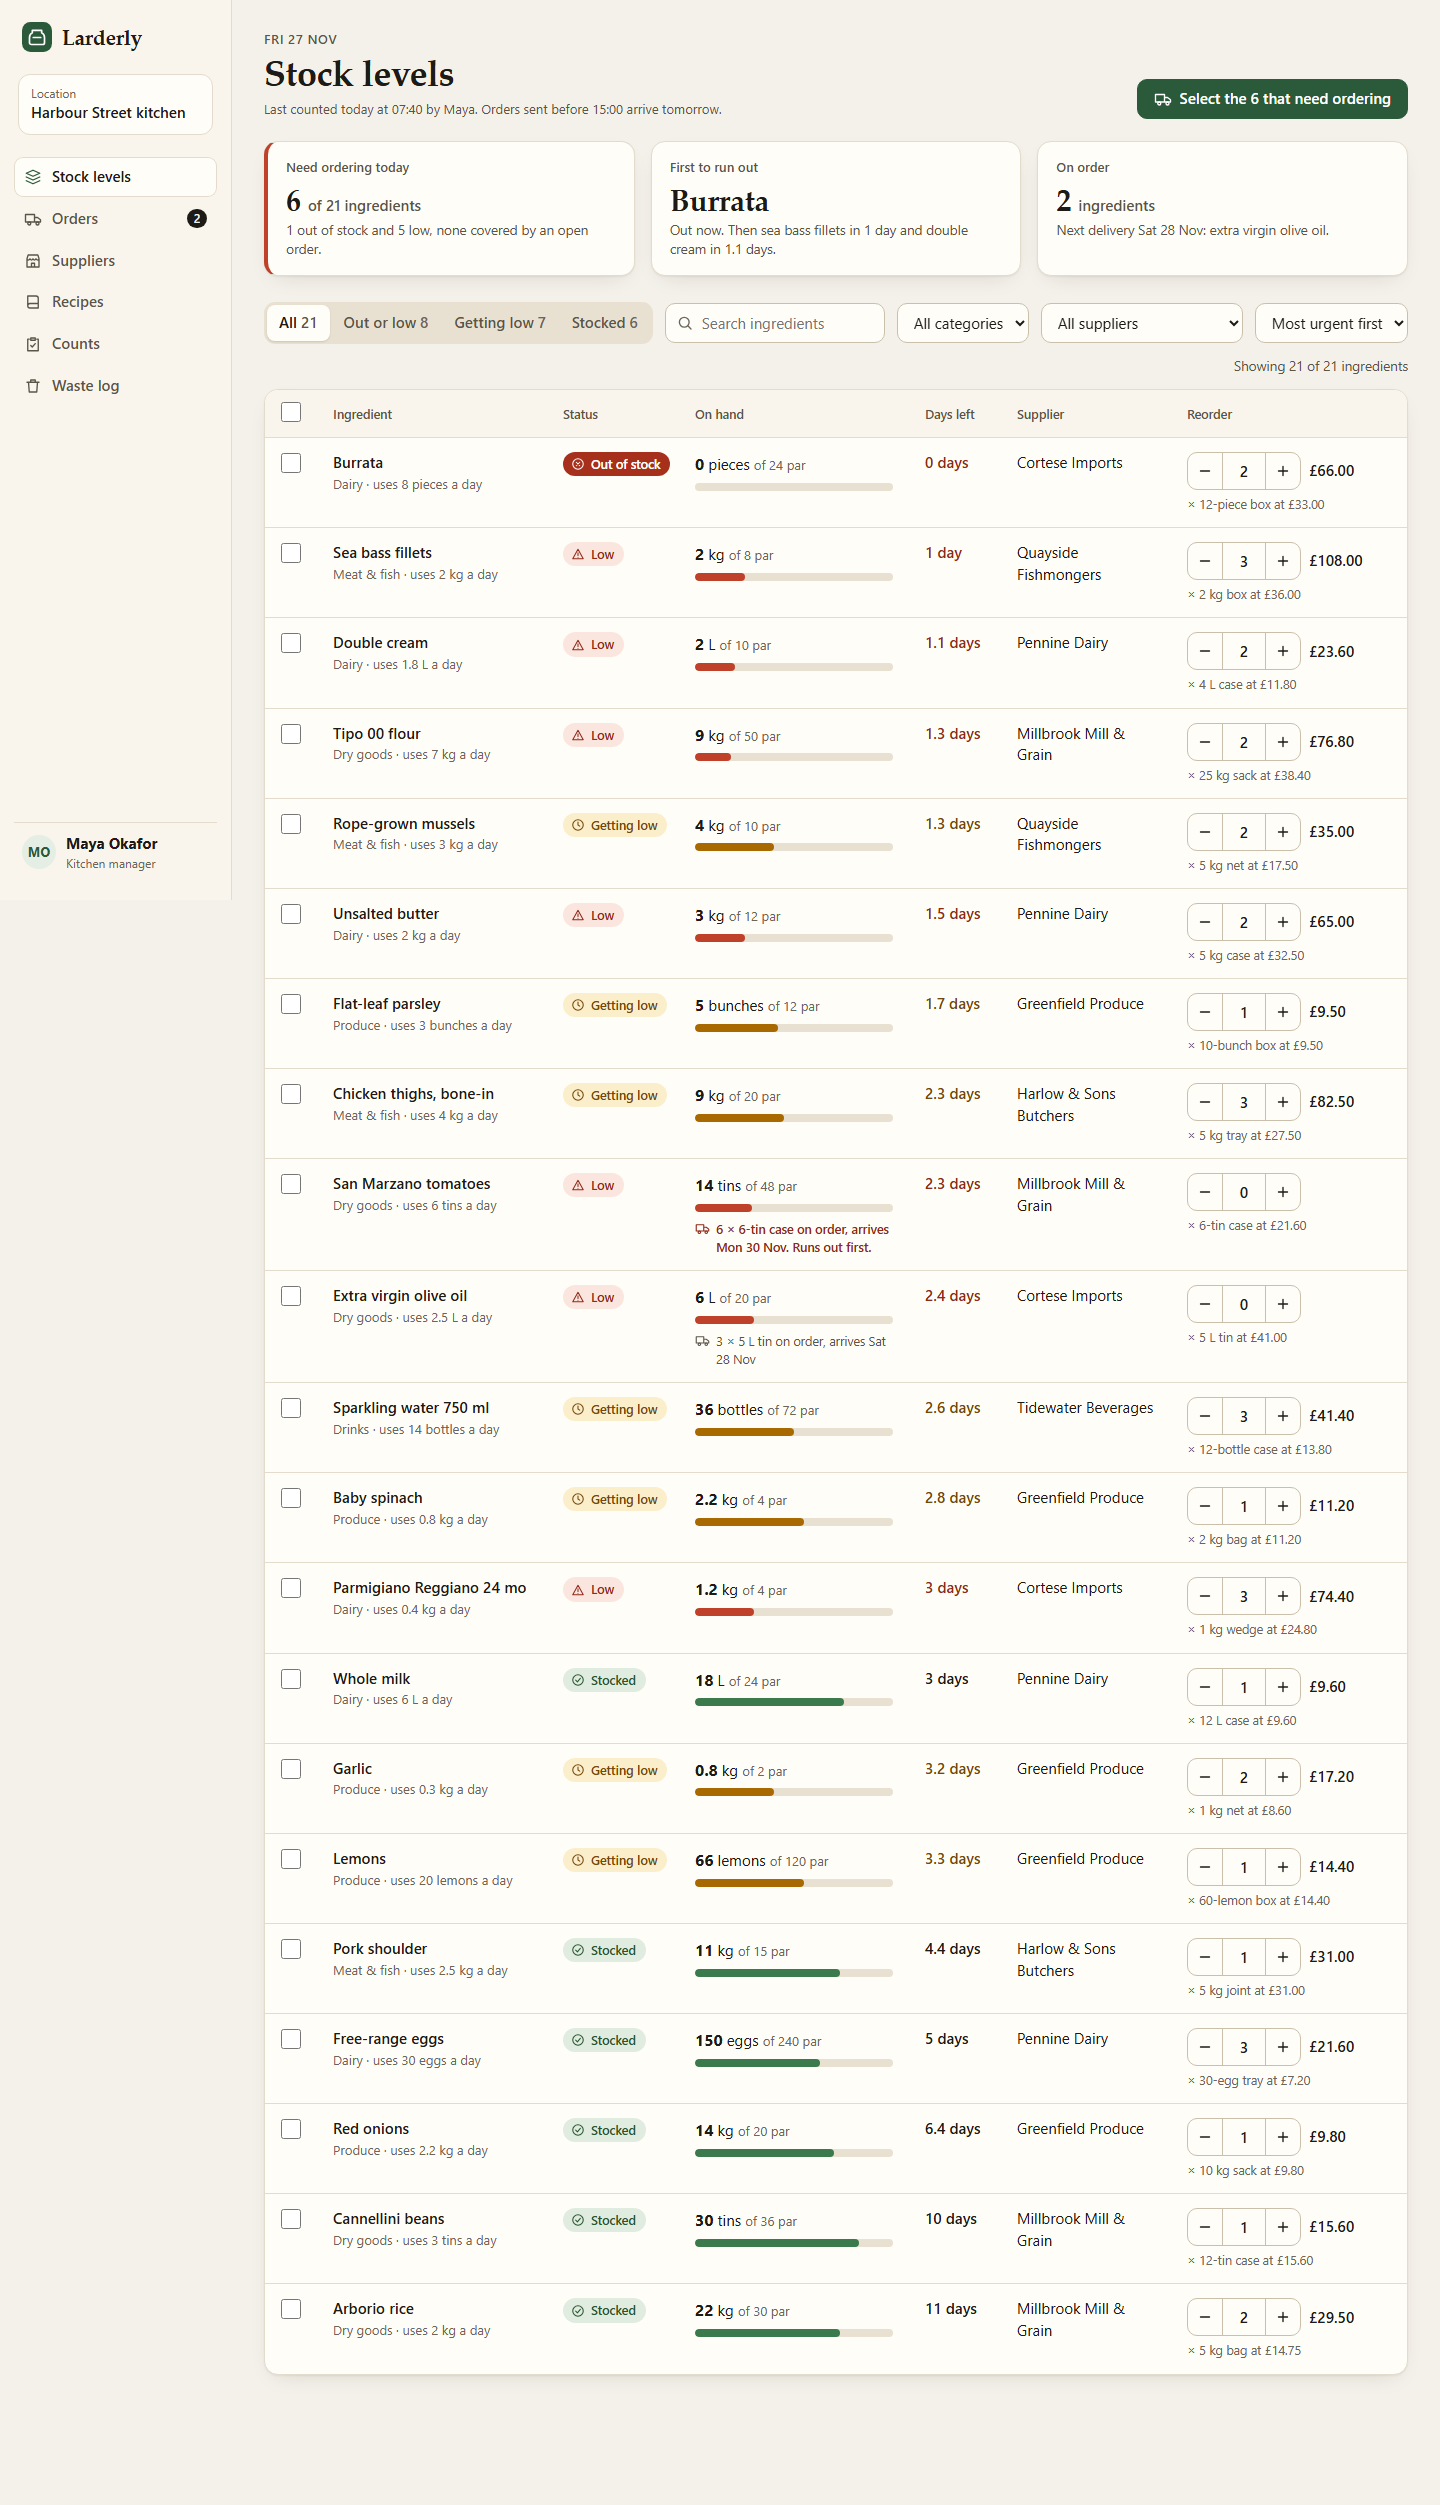 Larderly
Location
Harbour Street kitchen
Stock levels
Orders 2
Suppliers
Recipes
Counts
Waste log
MO
Maya Okafor
Kitchen manager
FRI 27 NOV
Stock levels
Last counted today at 07:40 by Maya. Orders sent before 15:00 arrive tomorrow.
Select the 6 that need ordering
Need ordering today
6 of 21 ingredients
1 out of stock and 5 low, none covered by an open
order.
First to run out
Burrata
Out now. Then sea bass fillets in 1 day and double
cream in 1.1 days.
On order
2 ingredients
Next delivery Sat 28 Nov: extra virgin olive oil.
All 21 Out or low 8 Getting low 7 Stocked 6 Search ingredients All categories All suppliers Most urgent first
Showing 21 of 21 ingredients
Ingredient Status On hand Days left Supplier Reorder
Burrata
Dairy · uses 8 pieces a day
Out of stock
0 pieces of 24 par
0 days
Cortese Imports
− 2 + £66.00
× 12-piece box at £33.00
Sea bass fillets
Meat & fish · uses 2 kg a day
Low
2 kg of 8 par
1 day
Quayside
Fishmongers
− 3 + £108.00
× 2 kg box at £36.00
Double cream
Dairy · uses 1.8 L a day
Low
2 L of 10 par
1.1 days
Pennine Dairy
− 2 + £23.60
× 4 L case at £11.80
Tipo 00 flour
Dry goods · uses 7 kg a day
Low
9 kg of 50 par
1.3 days
Millbrook Mill &
Grain
− 2 + £76.80
× 25 kg sack at £38.40
Rope-grown mussels
Meat & fish · uses 3 kg a day
Getting low
4 kg of 10 par
1.3 days
Quayside
Fishmongers
− 2 + £35.00
× 5 kg net at £17.50
Unsalted butter
Dairy · uses 2 kg a day
Low
3 kg of 12 par
1.5 days
Pennine Dairy
− 2 + £65.00
× 5 kg case at £32.50
Flat-leaf parsley
Produce · uses 3 bunches a day
Getting low
5 bunches of 12 par
1.7 days
Greenfield Produce
− 1 + £9.50
× 10-bunch box at £9.50
Chicken thighs, bone-in
Meat & fish · uses 4 kg a day
Getting low
9 kg of 20 par
2.3 days
Harlow & Sons
Butchers
− 3 + £82.50
× 5 kg tray at £27.50
San Marzano tomatoes
Dry goods · uses 6 tins a day
Low
14 tins of 48 par
6 × 6-tin case on order, arrives
Mon 30 Nov. Runs out first.
2.3 days
Millbrook Mill &
Grain
− 0 +
× 6-tin case at £21.60
Extra virgin olive oil
Dry goods · uses 2.5 L a day
Low
6 L of 20 par
3 × 5 L tin on order, arrives Sat
28 Nov
2.4 days
Cortese Imports
− 0 +
× 5 L tin at £41.00
Sparkling water 750 ml
Drinks · uses 14 bottles a day
Getting low
36 bottles of 72 par
2.6 days
Tidewater Beverages
− 3 + £41.40
× 12-bottle case at £13.80
Baby spinach
Produce · uses 0.8 kg a day
Getting low
2.2 kg of 4 par
2.8 days
Greenfield Produce
− 1 + £11.20
× 2 kg bag at £11.20
Parmigiano Reggiano 24 mo
Dairy · uses 0.4 kg a day
Low
1.2 kg of 4 par
3 days
Cortese Imports
− 3 + £74.40
× 1 kg wedge at £24.80
Whole milk
Dairy · uses 6 L a day
Stocked
18 L of 24 par
3 days
Pennine Dairy
− 1 + £9.60
× 12 L case at £9.60
Garlic
Produce · uses 0.3 kg a day
Getting low
0.8 kg of 2 par
3.2 days
Greenfield Produce
− 2 + £17.20
× 1 kg net at £8.60
Lemons
Produce · uses 20 lemons a day
Getting low
66 lemons of 120 par
3.3 days
Greenfield Produce
− 1 + £14.40
× 60-lemon box at £14.40
Pork shoulder
Meat & fish · uses 2.5 kg a day
Stocked
11 kg of 15 par
4.4 days
Harlow & Sons
Butchers
− 1 + £31.00
× 5 kg joint at £31.00
Free-range eggs
Dairy · uses 30 eggs a day
Stocked
150 eggs of 240 par
5 days
Pennine Dairy
− 3 + £21.60
× 30-egg tray at £7.20
Red onions
Produce · uses 2.2 kg a day
Stocked
14 kg of 20 par
6.4 days
Greenfield Produce
− 1 + £9.80
× 10 kg sack at £9.80
Cannellini beans
Dry goods · uses 3 tins a day
Stocked
30 tins of 36 par
10 days
Millbrook Mill &
Grain
− 1 + £15.60
× 12-tin case at £15.60
Arborio rice
Dry goods · uses 2 kg a day
Stocked
22 kg of 30 par
11 days
Millbrook Mill &
Grain
− 2 + £29.50
× 5 kg bag at £14.75